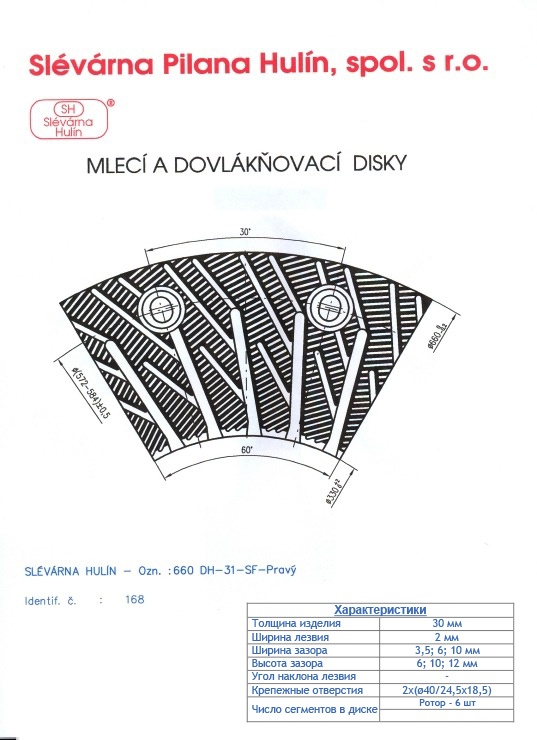 Slévárna Pilana Hulín, spol. s r.o.
SH
®
Slévárna
Hulín
MLECÍ A DOVLÁKŇOVACÍ DISKY
30°
ø660
ø(572-584)±0,5
60°
ø330
SLÉVÁRNA HULÍN – Ozn. :660 DH-31-SF-Pravý
Identif. č. : 168
Характеристики
Толщина изделия 30 мм
Ширина лезвия 2 мм
Ширина зазора 3,5; 6; 10 мм
Высота зазора 6; 10; 12 мм
Угол наклона лезвия -
Крепежные отверстия 2x(ø40/24,5x18,5)
Число сегментов в диске Ротор - 6 шт